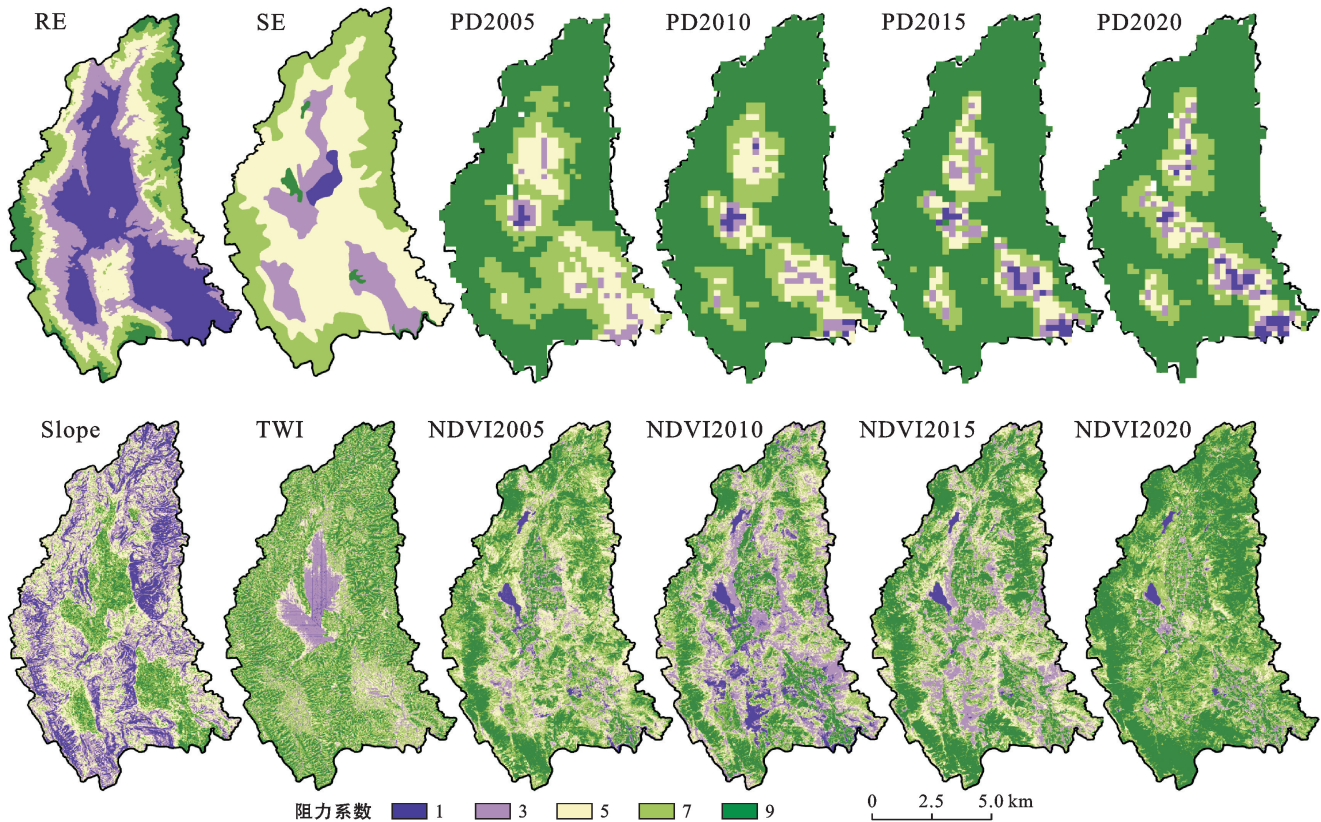 RE SE PD2005 PD2010 PD2015 PD2020
Slope TWI NDVI2005 NDVI2010 NDVI2015 NDVI2020
阻力系数 1 3 5 7 9
0 2.5 5.0 km